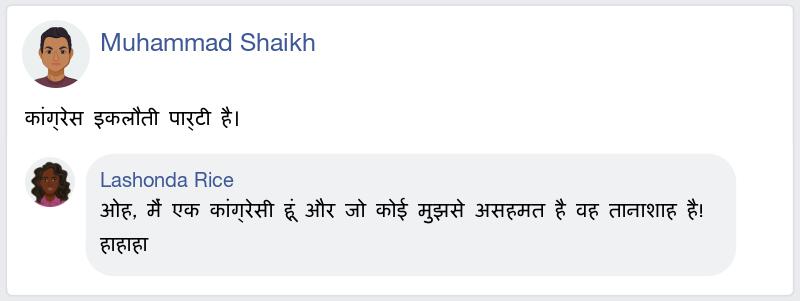 Muhammad Shaikh
कांग्रेस इकलौती पार्टी है।
Lashonda Rice
ओह, मैं एक कांग्रेसी हूं और जो कोई मुझसे असहमत है वह तानाशाह है!
हाहाहा